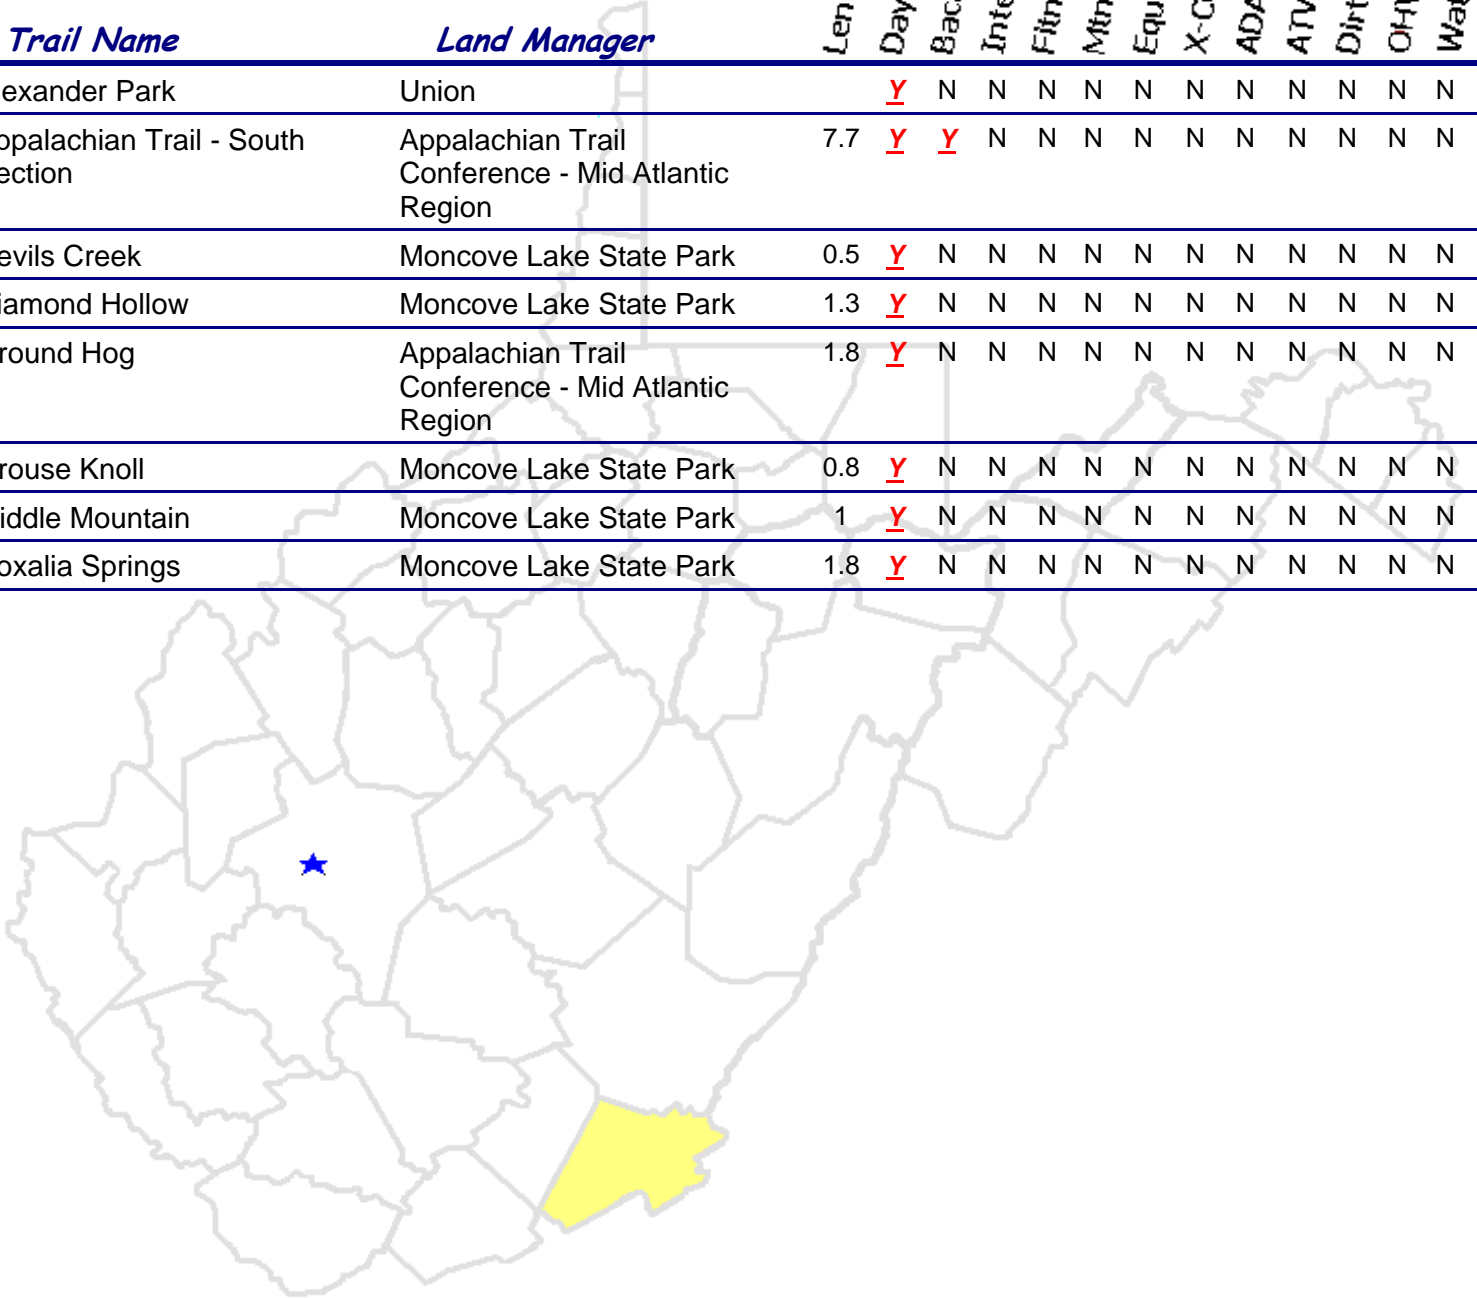 Trail Name Land Manager Len Day Bac Inte Fitn Mtn Equ X-C ADA ATV Dirt OHV Wat
exander Park Union Y N N N N N N N N N N N
opalachian Trail - South Appalachian Trail 7.7 Y Y N N N N N N N N N N
ection Conference - Mid Atlantic
Region
evils Creek Moncove Lake State Park 0.5 Y N N N N N N N N N N N
iamond Hollow Moncove Lake State Park 1.3 Y N N N N N N N N N N N
round Hog Appalachian Trail 1.8 Y N N N N N N N N N N N
Conference - Mid Atlantic
Region
rouse Knoll Moncove Lake State Park 0.8 Y N N N N N N N N N N N
iddle Mountain Moncove Lake State Park 1 Y N N N N N N N N N N N
oxalia Springs Moncove Lake State Park 1.8 Y N N N N N N N N N N N